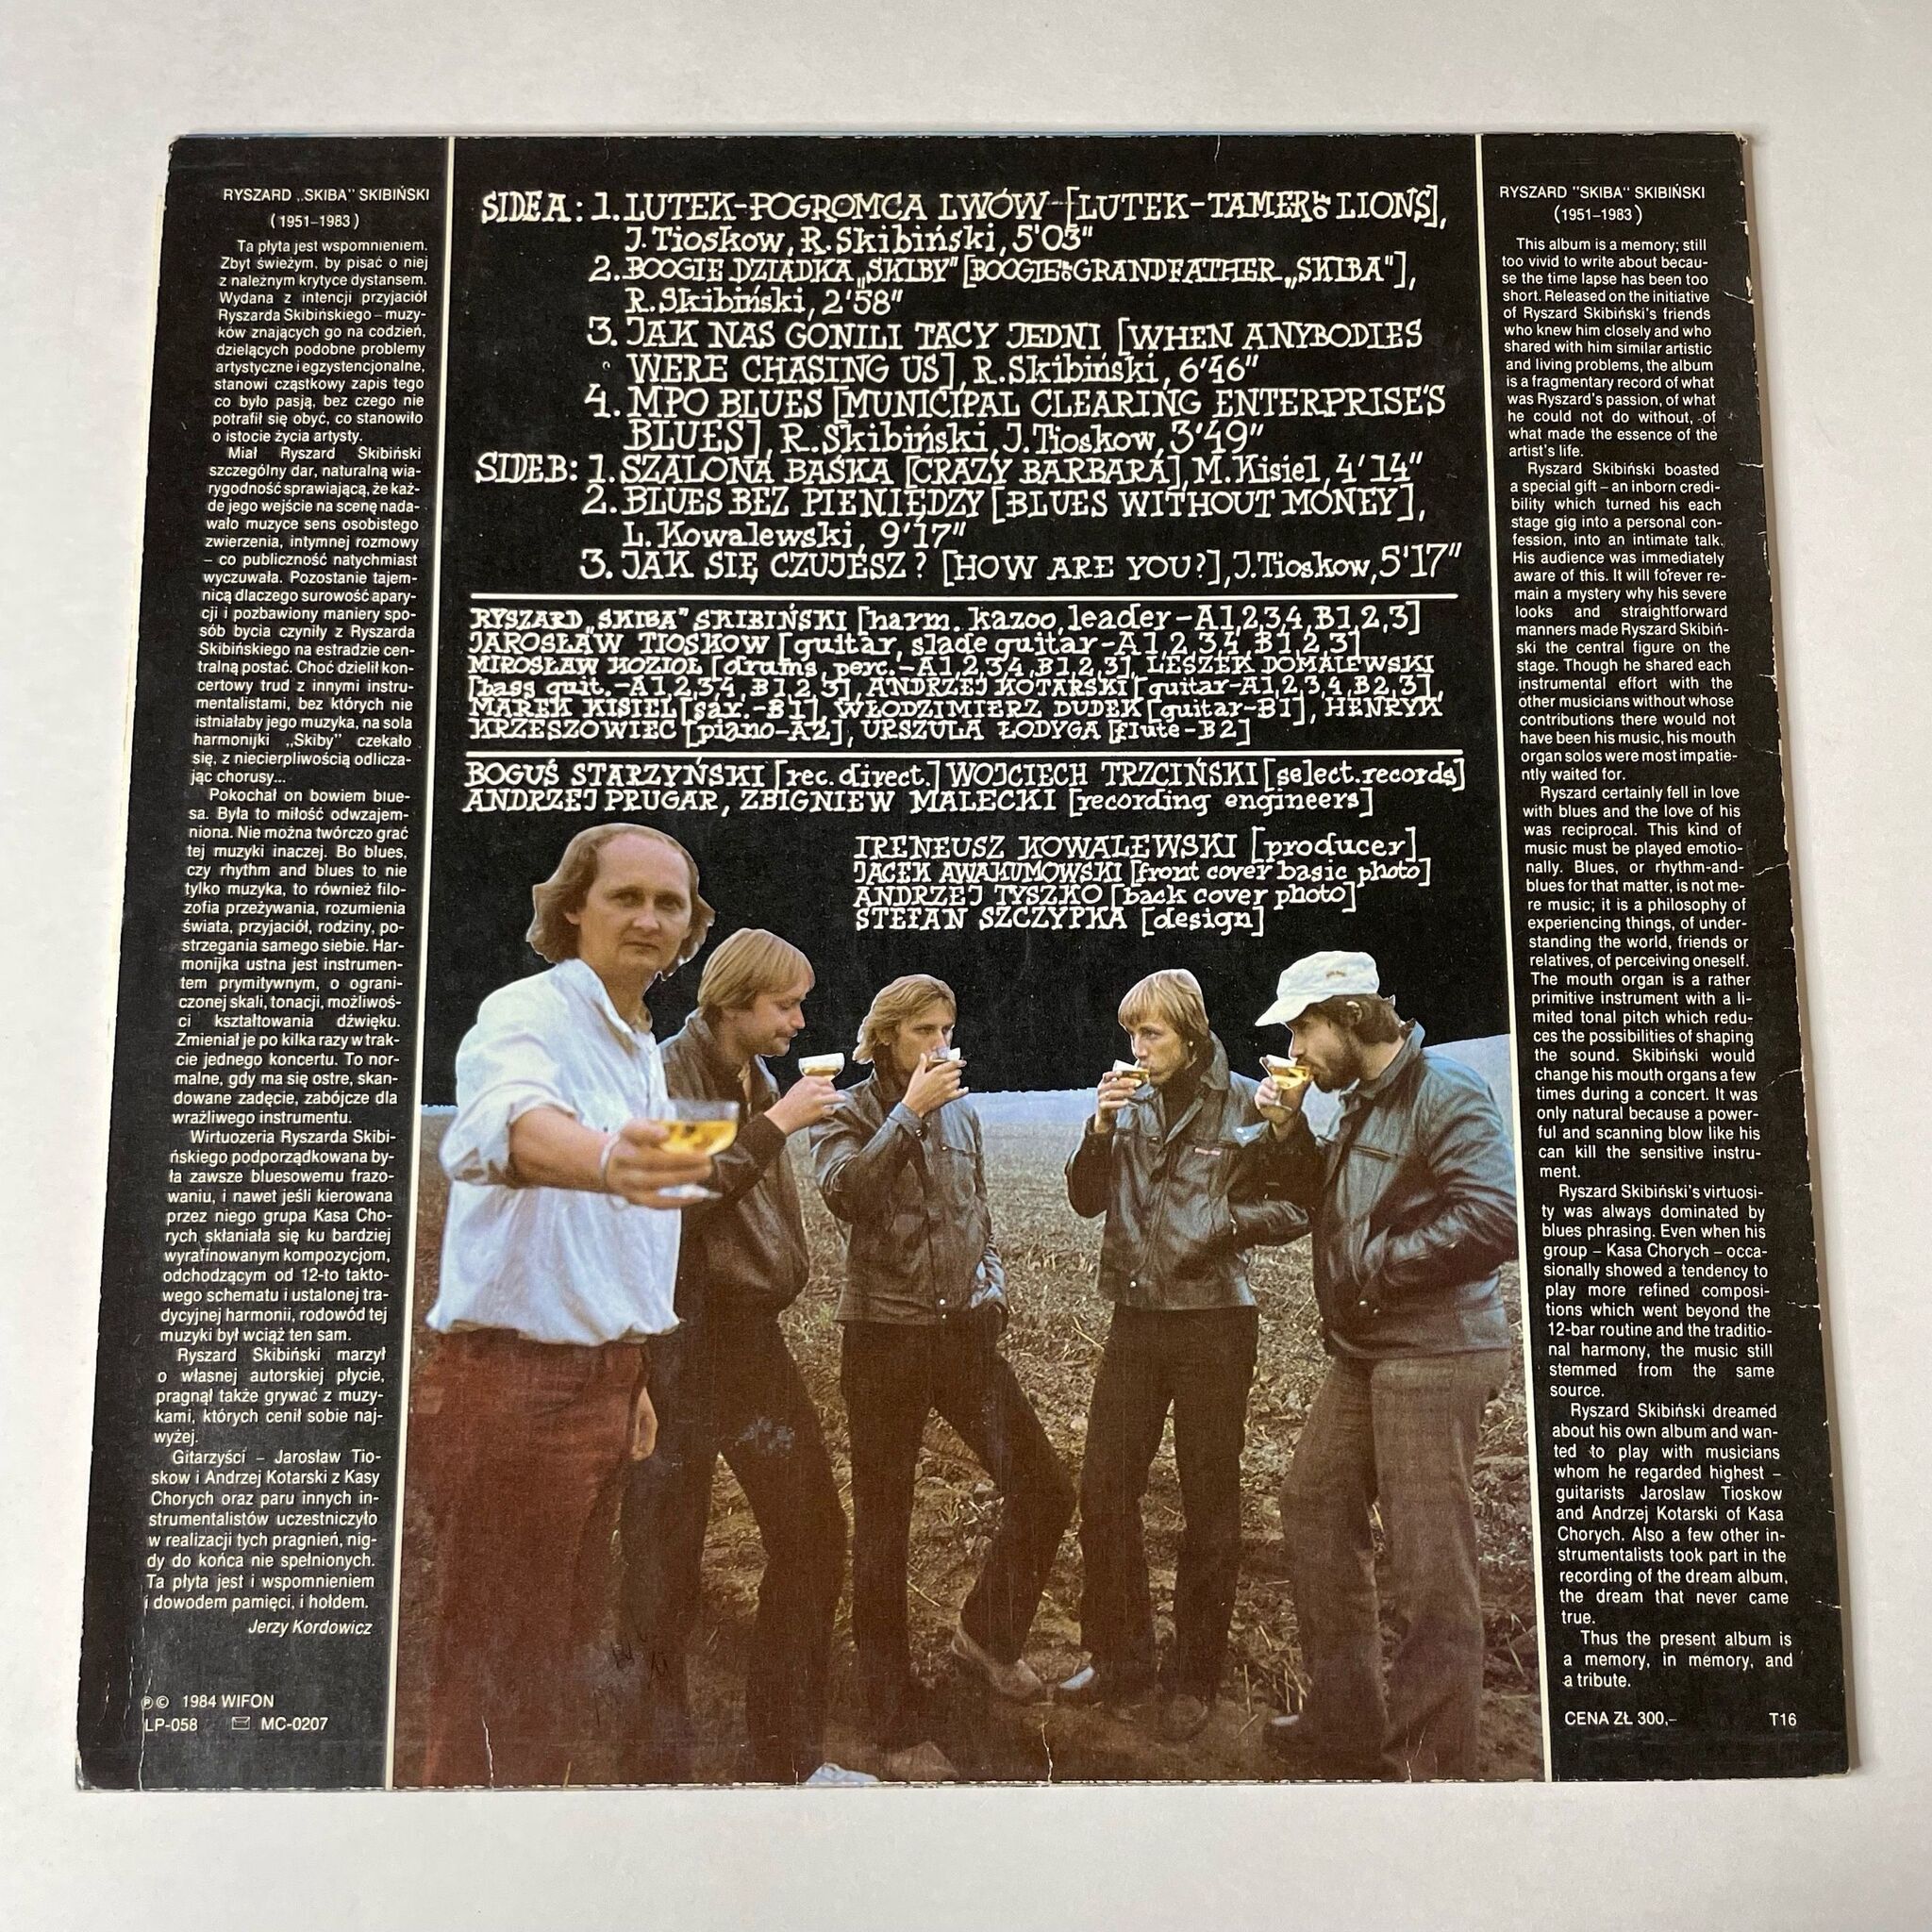 RYSZARD „SKIBA" SKIBIŃSKI
(1951–1983)
Ta płyta jest wspomnieniem.
Zbyt świeżym, by pisać o niej
z należnym krytyce dystansem.
Wydana z intencji przyjaciół
Ryszarda Skibińskiego – muzy-
ków znających go na codzień,
dzielących podobne problemy
artystyczne i egzystencjonalne,
stanowi cząstkowy zapis tego
co było pasją, bez czego nie
potrafił się obyć, co stanowiło
o istocie życia artysty.
Miał Ryszard Skibiński
szczególny dar, naturalną wia-
rygodność sprawiającą, że każ-
de jego wejście na scenę nada-
wało muzyce sens osobistego
zwierzenia, intymnej rozmowy
– co publiczność natychmiast
wyczuwała. Pozostanie tajem-
nicą dlaczego surowość apary-
cji i pozbawiony maniery spo-
sób bycia czyniły z Ryszarda
Skibińskiego na estradzie cen-
tralną postać. Choć dzielił kon-
certowy trud z innymi instru-
mentalistami, bez których nie
istniałaby jego muzyka, na sola
harmonijki „Skiby" czekało
się, z niecierpliwością odlicza-
jąc chorusy...
Pokochał on bowiem blue-
sa. Była to miłość odwzajem-
niona. Nie można twórczo grać
tej muzyki inaczej. Bo blues,
czy rhythm and blues to nie
tylko muzyka, to również filo-
zofia przeżywania, rozumienia
świata, przyjaciół, rodziny, po-
strzegania samego siebie. Har-
monijka ustna jest instrumen-
tem prymitywnym, o ograni-
czonej skali, tonacji, możliwoś-
ci kształtowania dźwięku.
Zmieniał je po kilka razy w trak-
cie jednego koncertu. To nor-
malne, gdy ma się ostre, skan-
dowane zadęcie, zabójcze dla
wrażliwego instrumentu.
Wirtuozeria Ryszarda Skibi-
ńskiego podporządkowana by-
ła zawsze bluesowemu frazo-
waniu, i nawet jeśli kierowana
przez niego grupa Kasa Cho-
rych skłaniała się ku bardziej
wyrafinowanym kompozycjom,
odchodzącym od 12-to takto-
wego schematu i ustalonej tra-
dycyjnej harmonii, rodowód tej
muzyki był wciąż ten sam.
Ryszard Skibiński marzył
o własnej autorskiej płycie,
pragnął także grywać z muzy-
kami, których cenił sobie naj-
wyżej.
Gitarzyści – Jarosław Tio-
skow i Andrzej Kotarski z Kasy
Chorych oraz paru innych in-
strumentalistów uczestniczyło
w realizacji tych pragnień, nig-
dy do końca nie spełnionych.
Ta płyta jest i wspomnieniem
i dowodem pamięci, i hołdem.
Jerzy Kordowicz
℗ © 1984 WIFON
LP-058 MC-0207
SIDE A: 1. LUTEK-POGROMCA LWÓW-[LUTEK-TAMER of LIONS],
J. Tioskow, R. Skibiński, 5'03"
2. BOOGIE DZIADKA „SKIBY" [BOOGIE of GRANDFATHER „SKIBA"],
R. Skibiński, 2'58"
3. JAK NAS GONILI TACY JEDNI [WHEN ANYBODIES
WERE CHASING US], R. Skibiński, 6'46"
4. MPO BLUES [MUNICIPAL CLEARING ENTERPRISE'S
BLUES], R. Skibiński, J. Tioskow, 3'49"
SIDE B: 1. SZALONA BAŚKA [CRAZY BARBARA], M. Kisiel, 4'14"
2. BLUES BEZ PIENIĘDZY [BLUES WITHOUT MONEY],
L. Kowalewski, 9'17"
3. JAK SIĘ CZUJESZ? [HOW ARE YOU?], J. Tioskow, 5'17"
RYSZARD „SKIBA" SKIBIŃSKI [harm. kazoo, leader-A1,2,3,4,B1,2,3]
JAROSŁAW TIOSKOW [guitar, slade guitar-A1,2,3,4,B1,2,3]
MIROSŁAW KOZIOŁ [drums, perc.-A1,2,3,4,B1,2,3], LESZEK DOMALEWSKI
[bass guit.-A1,2,3,4,B1,2,3], ANDRZEJ KOTARSKI [guitar-A1,2,3,4,B2,3],
MAREK KISIEL [sax.-B1], WŁODZIMIERZ DUDEK [guitar-B1], HENRYK
KRZESZOWIEC [piano-A2], URSZULA ŁODYGA [flute-B2]
BOGUŚ STARZYŃSKI [rec. direct.] WOJCIECH TRZCIŃSKI [select. records]
ANDRZEJ PRUGAR, ZBIGNIEW MALECKI [recording engineers]
IRENEUSZ KOWALEWSKI [producer]
JACEK AWAKUMOWSKI [front cover basic photo]
ANDRZEJ TYSZKO [back cover photo]
STEFAN SZCZYPKA [design]
RYSZARD "SKIBA" SKIBIŃSKI
(1951–1983)
This album is a memory; still
too vivid to write about becau-
se the time lapse has been too
short. Released on the initiative
of Ryszard Skibiński's friends
who knew him closely and who
shared with him similar artistic
and living problems, the album
is a fragmentary record of what
was Ryszard's passion, of what
he could not do without, of
what made the essence of the
artist's life.
Ryszard Skibiński boasted
a special gift – an inborn credi-
bility which turned his each
stage gig into a personal con-
fession, into an intimate talk.
His audience was immediately
aware of this. It will forever re-
main a mystery why his severe
looks and straightforward
manners made Ryszard Skibiń-
ski the central figure on the
stage. Though he shared each
instrumental effort with the
other musicians without whose
contributions there would not
have been his music, his mouth
organ solos were most impatie-
ntly waited for.
Ryszard certainly fell in love
with blues and the love of his
was reciprocal. This kind of
music must be played emotio-
nally. Blues, or rhythm-and-
blues for that matter, is not me-
re music; it is a philosophy of
experiencing things, of under-
standing the world, friends or
relatives, of perceiving oneself.
The mouth organ is a rather
primitive instrument with a li-
mited tonal pitch which redu-
ces the possibilities of shaping
the sound. Skibiński would
change his mouth organs a few
times during a concert. It was
only natural because a power-
ful and scanning blow like his
can kill the sensitive instru-
ment.
Ryszard Skibiński's virtuosi-
ty was always dominated by
blues phrasing. Even when his
group – Kasa Chorych – occa-
sionally showed a tendency to
play more refined composi-
tions which went beyond the
12-bar routine and the traditio-
nal harmony, the music still
stemmed from the same
source.
Ryszard Skibiński dreamed
about his own album and wan-
ted to play with musicians
whom he regarded highest –
guitarists Jaroslaw Tioskow
and Andrzej Kotarski of Kasa
Chorych. Also a few other in-
strumentalists took part in the
recording of the dream album,
the dream that never came
true.
Thus the present album is
a memory, in memory, and
a tribute.
CENA ZŁ 300,– T16